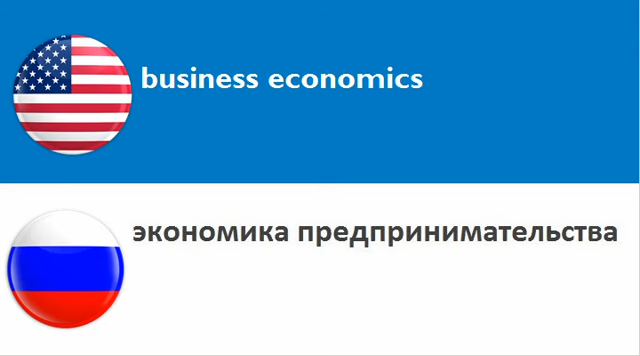 business economics
экономика предпринимательства